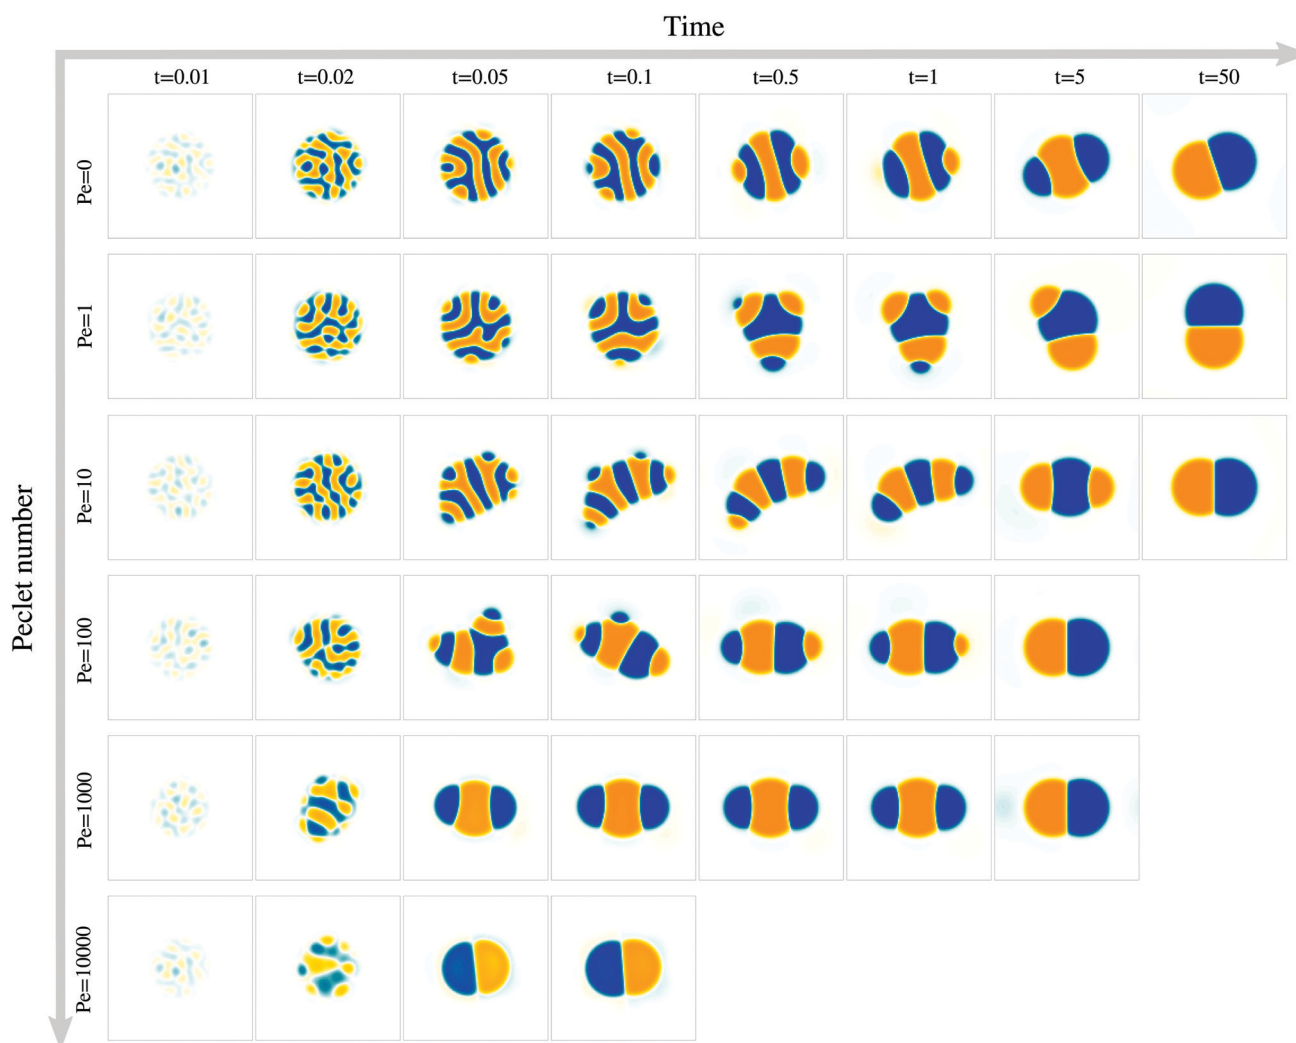 Time
t=0.01 t=0.02 t=0.05 t=0.1 t=0.5 t=1 t=5 t=50
Pe=0
Pe=1
Pe=10
Pe=100
Pe=1000
Pe=10000
Peclet number